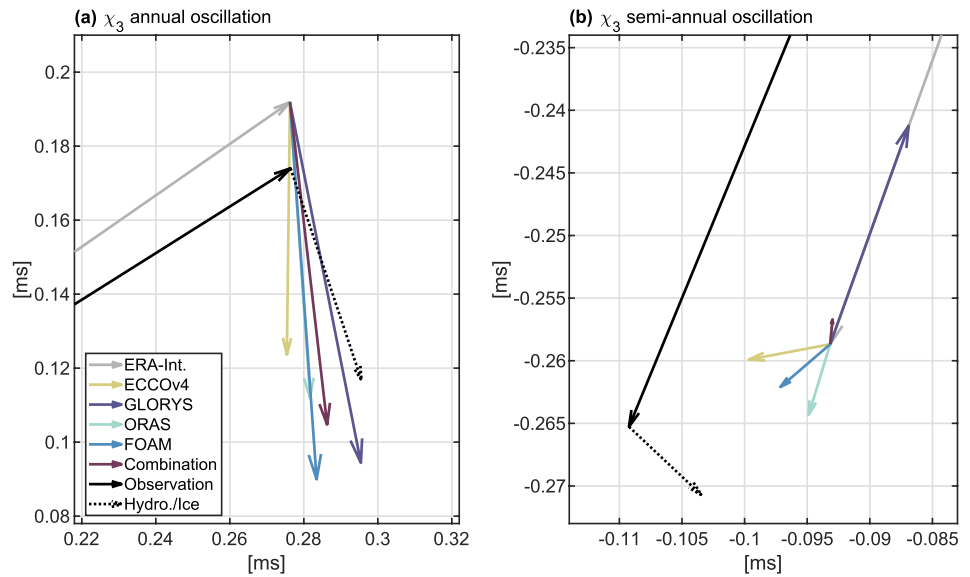 (a) χ3 annual oscillation
0.2
0.18
0.16
0.14
0.12
0.1
0.08
[ms]
0.22 0.24 0.26 0.28 0.3 0.32
[ms]
ERA-Int.
ECCOv4
GLORYS
ORAS
FOAM
Combination
Observation
Hydro./Ice
(b) χ3 semi-annual oscillation
-0.235
-0.24
-0.245
-0.25
-0.255
-0.26
-0.265
-0.27
[ms]
-0.11 -0.105 -0.1 -0.095 -0.09 -0.085
[ms]